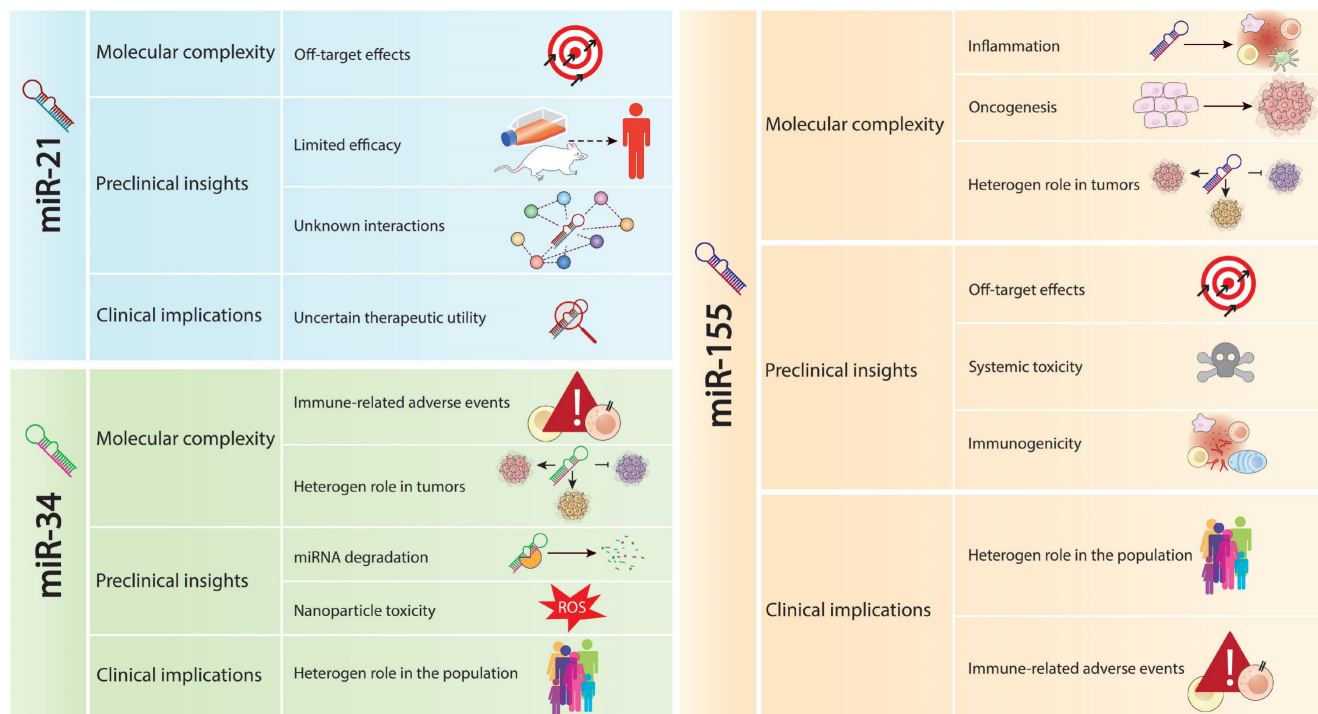 miR-21
Molecular complexity
Off-target effects
Preclinical insights
Limited efficacy
Unknown interactions
Clinical implications
Uncertain therapeutic utility
miR-34
Molecular complexity
Immune-related adverse events
!
Heterogen role in tumors
Preclinical insights
miRNA degradation
Nanoparticle toxicity
ROS
Clinical implications
Heterogen role in the population
miR-155
Molecular complexity
Inflammation
Oncogenesis
Heterogen role in tumors
Preclinical insights
Off-target effects
Systemic toxicity
Immunogenicity
Clinical implications
Heterogen role in the population
Immune-related adverse events
!